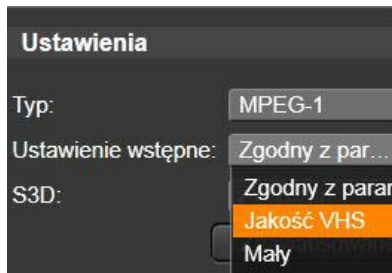 Ustawienia
Typ: MPEG-1
Ustawienie wstępne: Zgodny z par...
S3D: Zgodny z param
Jakość VHS
Mały